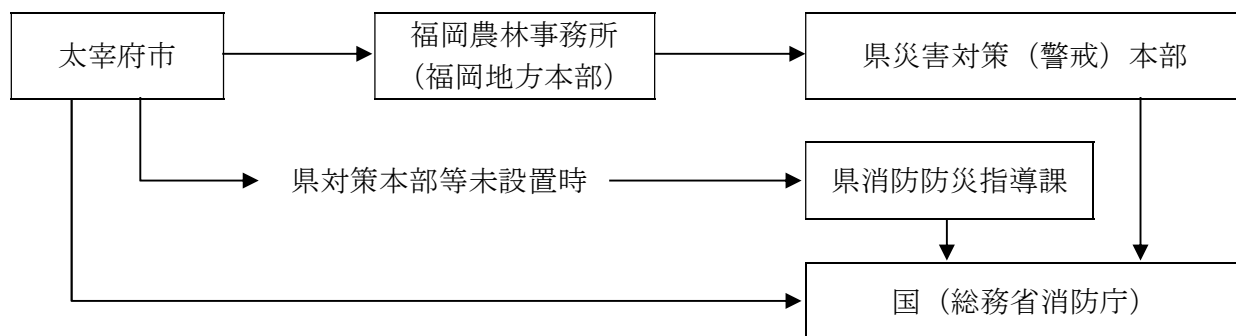 太宰府市
福岡農林事務所
（福岡地方本部）
県災害対策（警戒）本部
県対策本部等未設置時
県消防防災指導課
国（総務省消防庁）